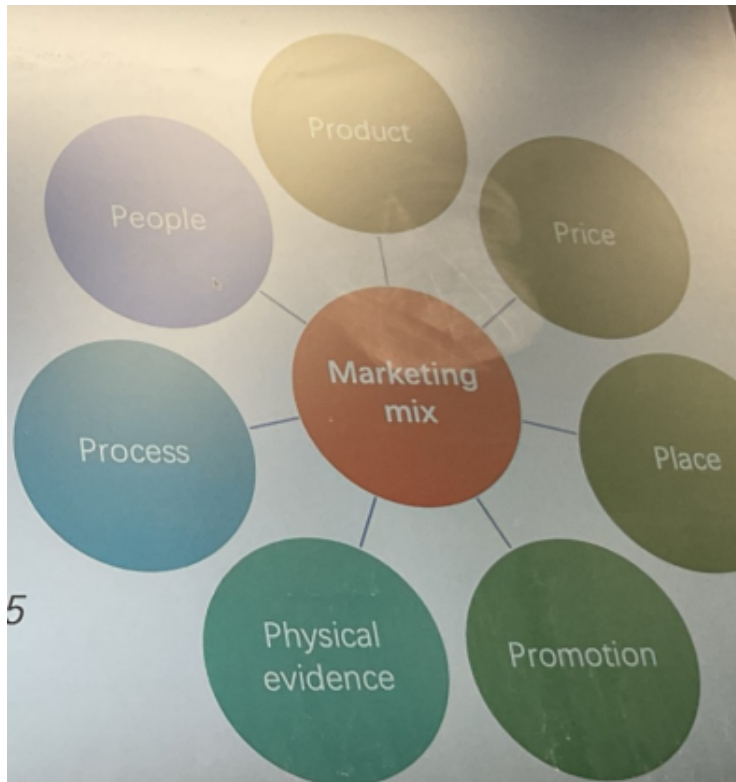 Product
Price
People
Marketing
mix
Process
Place
5
Physical
evidence
Promotion